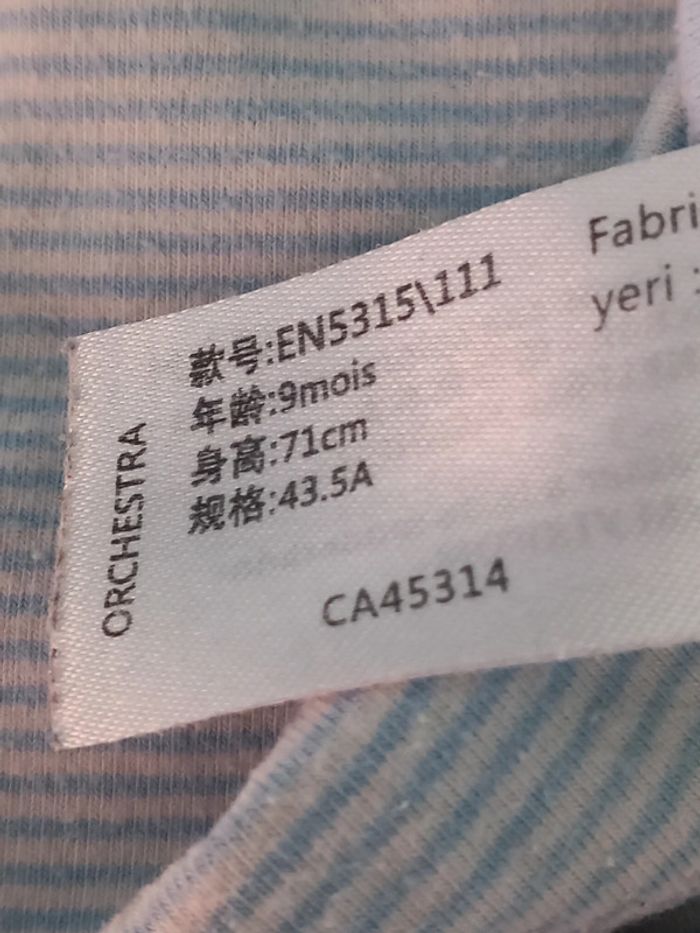 ORCHESTRA
款号:EN5315\111
年龄:9mois
身高:71cm
规格:43.5A
CA45314
Fabri
yeri :